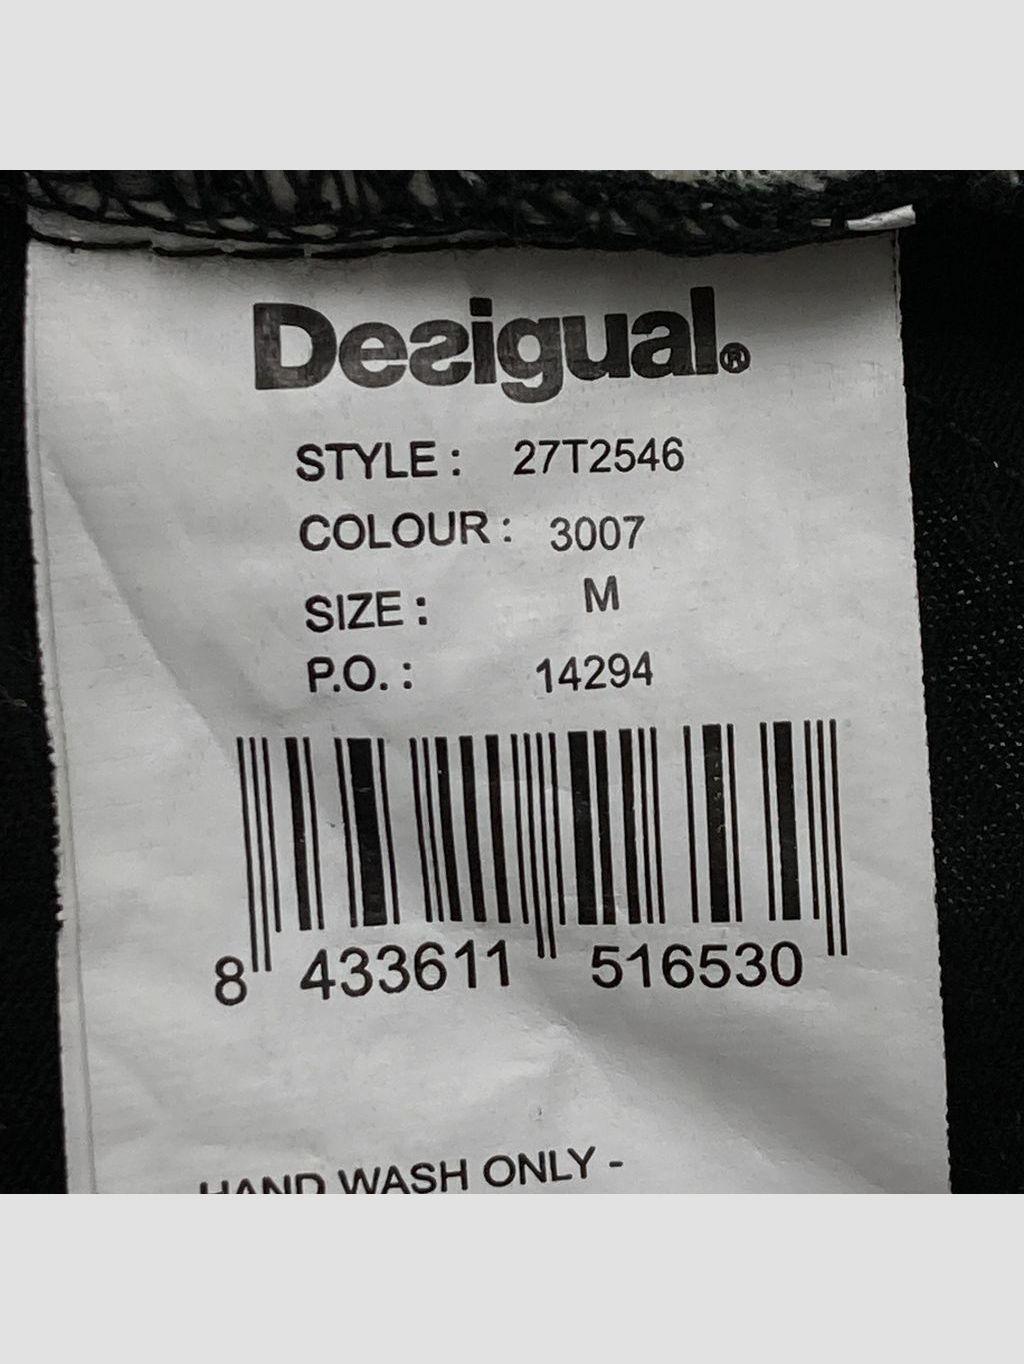 Desigual.®
STYLE: 27T2546
COLOUR: 3007
SIZE: M
P.O.: 14294
8 433611 516530
HAND WASH ONLY -